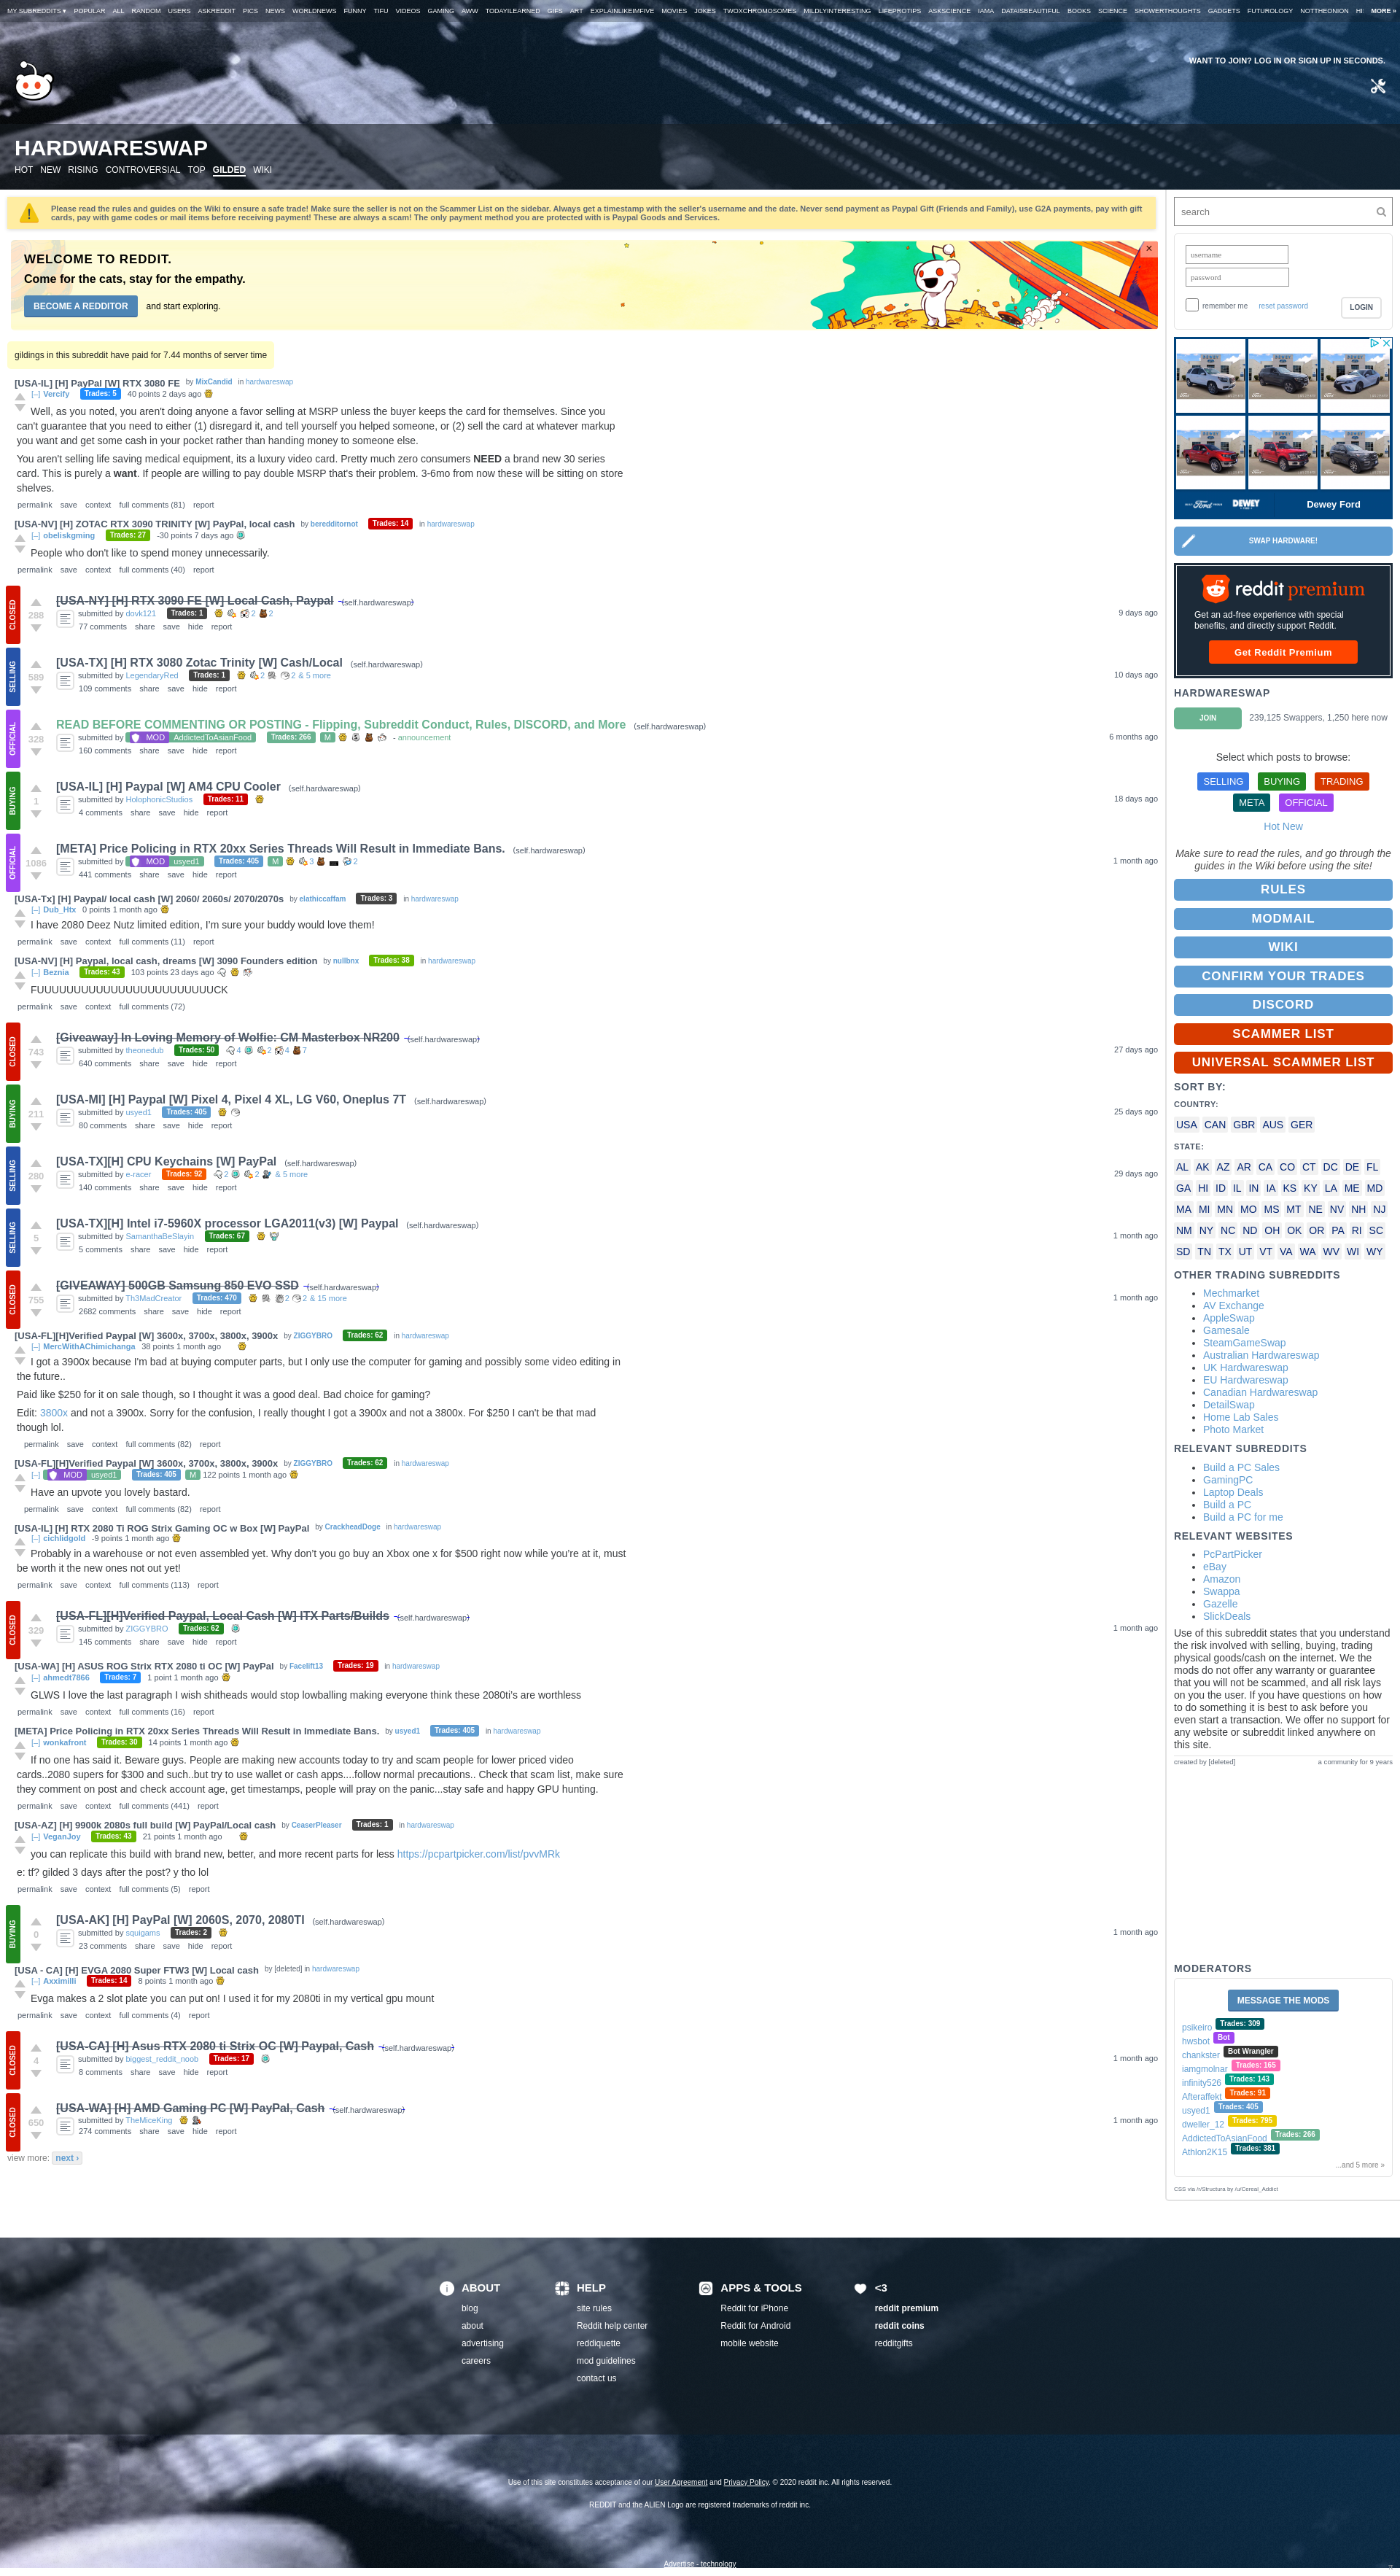 MY SUBREDDITS ▾ POPULAR ALL RANDOM USERS ASKREDDIT PICS NEWS WORLDNEWS FUNNY TIFU VIDEOS GAMING AWW TODAYILEARNED GIFS ART EXPLAINLIKEIMFIVE MOVIES JOKES TWOXCHROMOSOMES MILDLYINTERESTING LIFEPROTIPS ASKSCIENCE IAMA DATAISBEAUTIFUL BOOKS SCIENCE SHOWERTHOUGHTS GADGETS FUTUROLOGY NOTTHEONION HI MORE »
WANT TO JOIN? LOG IN OR SIGN UP IN SECONDS.
HARDWARESWAP
HOT NEW RISING CONTROVERSIAL TOP GILDED WIKI
Please read the rules and guides on the Wiki to ensure a safe trade! Make sure the seller is not on the Scammer List on the sidebar. Always get a timestamp with the seller's username and the date. Never send payment as Paypal Gift (Friends and Family), use G2A payments, pay with gift
cards, pay with game codes or mail items before receiving payment! These are always a scam! The only payment method you are protected with is Paypal Goods and Services.
WELCOME TO REDDIT.
Come for the cats, stay for the empathy.
BECOME A REDDITOR and start exploring.
×
gildings in this subreddit have paid for 7.44 months of server time
[USA-IL] [H] PayPal [W] RTX 3080 FE by MixCandid in hardwareswap
[–] Vercify Trades: 5 40 points 2 days ago
Well, as you noted, you aren't doing anyone a favor selling at MSRP unless the buyer keeps the card for themselves. Since you
can't guarantee that you need to either (1) disregard it, and tell yourself you helped someone, or (2) sell the card at whatever markup
you want and get some cash in your pocket rather than handing money to someone else.
You aren't selling life saving medical equipment, its a luxury video card. Pretty much zero consumers NEED a brand new 30 series
card. This is purely a want. If people are willing to pay double MSRP that's their problem. 3-6mo from now these will be sitting on store
shelves.
permalink save context full comments (81) report
[USA-NV] [H] ZOTAC RTX 3090 TRINITY [W] PayPal, local cash by beredditornot Trades: 14 in hardwareswap
[–] obeliskgming Trades: 27 -30 points 7 days ago
People who don't like to spend money unnecessarily.
permalink save context full comments (40) report
CLOSED
288
[USA-NY] [H] RTX 3090 FE [W] Local Cash, Paypal (self.hardwareswap)
submitted by dovk121 Trades: 1 2 2
9 days ago
77 comments share save hide report
SELLING
589
[USA-TX] [H] RTX 3080 Zotac Trinity [W] Cash/Local (self.hardwareswap)
submitted by LegendaryRed Trades: 1 2 2 & 5 more
10 days ago
109 comments share save hide report
OFFICIAL
328
READ BEFORE COMMENTING OR POSTING - Flipping, Subreddit Conduct, Rules, DISCORD, and More (self.hardwareswap)
submitted by MOD AddictedToAsianFood Trades: 266 M - announcement
6 months ago
160 comments share save hide report
BUYING
1
[USA-IL] [H] Paypal [W] AM4 CPU Cooler (self.hardwareswap)
submitted by HolophonicStudios Trades: 11
18 days ago
4 comments share save hide report
OFFICIAL
1086
[META] Price Policing in RTX 20xx Series Threads Will Result in Immediate Bans. (self.hardwareswap)
submitted by MOD usyed1 Trades: 405 M 3 2
1 month ago
441 comments share save hide report
[USA-Tx] [H] Paypal/ local cash [W] 2060/ 2060s/ 2070/2070s by elathiccaffam Trades: 3 in hardwareswap
[–] Dub_Htx 0 points 1 month ago
I have 2080 Deez Nutz limited edition, I'm sure your buddy would love them!
permalink save context full comments (11) report
[USA-NV] [H] Paypal, local cash, dreams [W] 3090 Founders edition by nullbnx Trades: 38 in hardwareswap
[–] Beznia Trades: 43 103 points 23 days ago
FUUUUUUUUUUUUUUUUUUUUUUUUCK
permalink save context full comments (72)
CLOSED
743
[Giveaway] In Loving Memory of Wolfie: CM Masterbox NR200 (self.hardwareswap)
submitted by theonedub Trades: 50 4 2 4 7
27 days ago
640 comments share save hide report
BUYING
211
[USA-MI] [H] Paypal [W] Pixel 4, Pixel 4 XL, LG V60, Oneplus 7T (self.hardwareswap)
submitted by usyed1 Trades: 405
25 days ago
80 comments share save hide report
SELLING
280
[USA-TX][H] CPU Keychains [W] PayPal (self.hardwareswap)
submitted by e-racer Trades: 92 2 2 & 5 more
29 days ago
140 comments share save hide report
SELLING
5
[USA-TX][H] Intel i7-5960X processor LGA2011(v3) [W] Paypal (self.hardwareswap)
submitted by SamanthaBeSlayin Trades: 67
1 month ago
5 comments share save hide report
CLOSED
755
[GIVEAWAY] 500GB Samsung 850 EVO SSD (self.hardwareswap)
submitted by Th3MadCreator Trades: 470 2 2 & 15 more
1 month ago
2682 comments share save hide report
[USA-FL][H]Verified Paypal [W] 3600x, 3700x, 3800x, 3900x by ZIGGYBRO Trades: 62 in hardwareswap
[–] MercWithAChimichanga 38 points 1 month ago
I got a 3900x because I'm bad at buying computer parts, but I only use the computer for gaming and possibly some video editing in
the future..
Paid like $250 for it on sale though, so I thought it was a good deal. Bad choice for gaming?
Edit: 3800x and not a 3900x. Sorry for the confusion, I really thought I got a 3900x and not a 3800x. For $250 I can't be that mad
though lol.
permalink save context full comments (82) report
[USA-FL][H]Verified Paypal [W] 3600x, 3700x, 3800x, 3900x by ZIGGYBRO Trades: 62 in hardwareswap
[–] MOD usyed1 Trades: 405 M 122 points 1 month ago
Have an upvote you lovely bastard.
permalink save context full comments (82) report
[USA-IL] [H] RTX 2080 Ti ROG Strix Gaming OC w Box [W] PayPal by CrackheadDoge in hardwareswap
[–] cichlidgold -9 points 1 month ago
Probably in a warehouse or not even assembled yet. Why don't you go buy an Xbox one x for $500 right now while you're at it, must
be worth it the new ones not out yet!
permalink save context full comments (113) report
CLOSED
329
[USA-FL][H]Verified Paypal, Local Cash [W] ITX Parts/Builds (self.hardwareswap)
submitted by ZIGGYBRO Trades: 62
1 month ago
145 comments share save hide report
[USA-WA] [H] ASUS ROG Strix RTX 2080 ti OC [W] PayPal by Facelift13 Trades: 19 in hardwareswap
[–] ahmedt7866 Trades: 7 1 point 1 month ago
GLWS I love the last paragraph I wish shitheads would stop lowballing making everyone think these 2080ti's are worthless
permalink save context full comments (16) report
[META] Price Policing in RTX 20xx Series Threads Will Result in Immediate Bans. by usyed1 Trades: 405 in hardwareswap
[–] wonkafront Trades: 30 14 points 1 month ago
If no one has said it. Beware guys. People are making new accounts today to try and scam people for lower priced video
cards..2080 supers for $300 and such..but try to use wallet or cash apps....follow normal precautions.. Check that scam list, make sure
they comment on post and check account age, get timestamps, people will pray on the panic...stay safe and happy GPU hunting.
permalink save context full comments (441) report
[USA-AZ] [H] 9900k 2080s full build [W] PayPal/Local cash by CeaserPleaser Trades: 1 in hardwareswap
[–] VeganJoy Trades: 43 21 points 1 month ago
you can replicate this build with brand new, better, and more recent parts for less https://pcpartpicker.com/list/pvvMRk
e: tf? gilded 3 days after the post? y tho lol
permalink save context full comments (5) report
BUYING
0
[USA-AK] [H] PayPal [W] 2060S, 2070, 2080TI (self.hardwareswap)
submitted by squigams Trades: 2
1 month ago
23 comments share save hide report
[USA - CA] [H] EVGA 2080 Super FTW3 [W] Local cash by [deleted] in hardwareswap
[–] Axximilli Trades: 14 8 points 1 month ago
Evga makes a 2 slot plate you can put on! I used it for my 2080ti in my vertical gpu mount
permalink save context full comments (4) report
CLOSED
4
[USA-CA] [H] Asus RTX 2080 ti Strix OC [W] Paypal, Cash (self.hardwareswap)
submitted by biggest_reddit_noob Trades: 17
1 month ago
8 comments share save hide report
CLOSED
650
[USA-WA] [H] AMD Gaming PC [W] PayPal, Cash (self.hardwareswap)
submitted by TheMiceKing
1 month ago
274 comments share save hide report
view more: next ›
search
username
password
remember me reset password LOGIN
Ford DEWEY Dewey Ford
SWAP HARDWARE!
reddit premium
Get an ad-free experience with special
benefits, and directly support Reddit.
Get Reddit Premium
HARDWARESWAP
JOIN 239,125 Swappers, 1,250 here now
Select which posts to browse:
SELLING BUYING TRADING
META OFFICIAL
Hot New
Make sure to read the rules, and go through the
guides in the Wiki before using the site!
RULES
MODMAIL
WIKI
CONFIRM YOUR TRADES
DISCORD
SCAMMER LIST
UNIVERSAL SCAMMER LIST
SORT BY:
COUNTRY:
USA CAN GBR AUS GER
STATE:
AL AK AZ AR CA CO CT DC DE FL
GA HI ID IL IN IA KS KY LA ME MD
MA MI MN MO MS MT NE NV NH NJ
NM NY NC ND OH OK OR PA RI SC
SD TN TX UT VT VA WA WV WI WY
OTHER TRADING SUBREDDITS
Mechmarket
AV Exchange
AppleSwap
Gamesale
SteamGameSwap
Australian Hardwareswap
UK Hardwareswap
EU Hardwareswap
Canadian Hardwareswap
DetailSwap
Home Lab Sales
Photo Market
RELEVANT SUBREDDITS
Build a PC Sales
GamingPC
Laptop Deals
Build a PC
Build a PC for me
RELEVANT WEBSITES
PcPartPicker
eBay
Amazon
Swappa
Gazelle
SlickDeals
Use of this subreddit states that you understand
the risk involved with selling, buying, trading
physical goods/cash on the internet. We the
mods do not offer any warranty or guarantee
that you will not be scammed, and all risk lays
on you the user. If you have questions on how
to do something it is best to ask before you
even start a transaction. We offer no support for
any website or subreddit linked anywhere on
this site.
created by [deleted] a community for 9 years
MODERATORS
MESSAGE THE MODS
psikeiro Trades: 309
hwsbot Bot
chankster Bot Wrangler
iamgmolnar Trades: 165
infinity526 Trades: 143
Afteraffekt Trades: 91
usyed1 Trades: 405
dweller_12 Trades: 795
AddictedToAsianFood Trades: 266
Athlon2K15 Trades: 381
...and 5 more »
CSS via /r/Structura by /u/Cereal_Addict
ABOUT
blog
about
advertising
careers
HELP
site rules
Reddit help center
reddiquette
mod guidelines
contact us
APPS & TOOLS
Reddit for iPhone
Reddit for Android
mobile website
<3
reddit premium
reddit coins
redditgifts
Use of this site constitutes acceptance of our User Agreement and Privacy Policy. © 2020 reddit inc. All rights reserved.
REDDIT and the ALIEN Logo are registered trademarks of reddit inc.
Advertise - technology